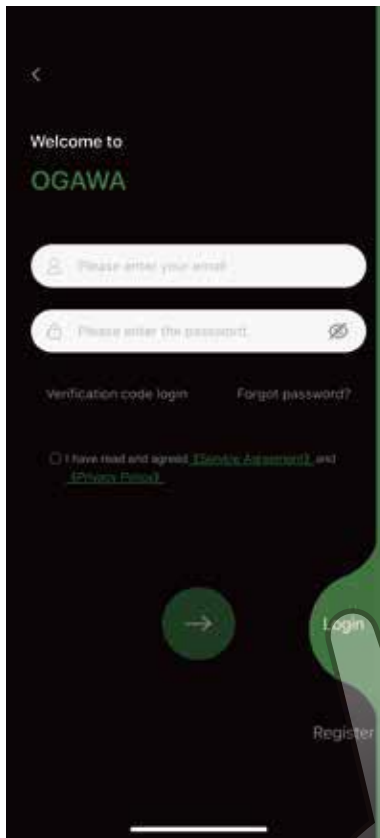 Welcome to
OGAWA
Please enter your email
Please enter the password.
Verification code login Forgot password?
I have read and agreed 《Service Agreement》 and
《Privacy Policy》
Login
Register